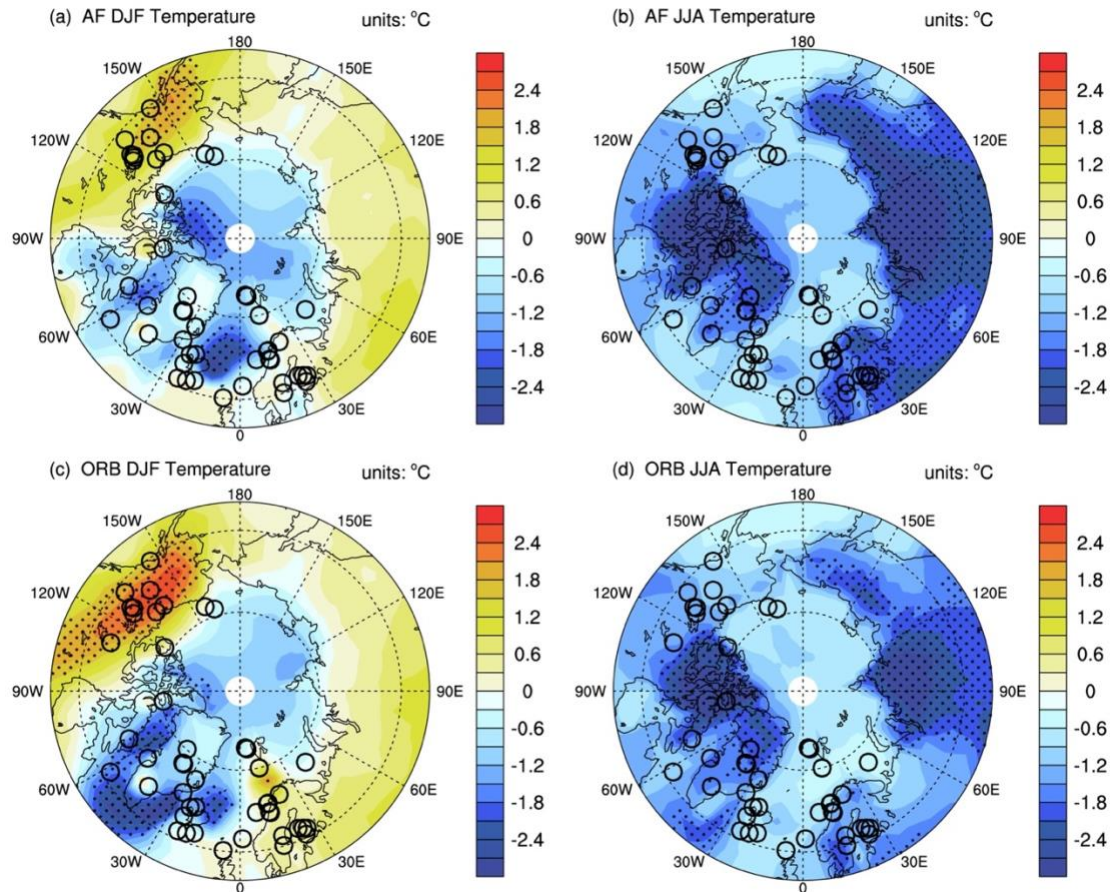 (a) AF DJF Temperature units: °C
180
150W 150E
120W 120E
90W 90E
60W 60E
30W 30E
0
2.4
1.8
1.2
0.6
0
-0.6
-1.2
-1.8
-2.4
(b) AF JJA Temperature units: °C
180
150W 150E
120W 120E
90W 90E
60W 60E
30W 30E
0
2.4
1.8
1.2
0.6
0
-0.6
-1.2
-1.8
-2.4
(c) ORB DJF Temperature units: °C
180
150W 150E
120W 120E
90W 90E
60W 60E
30W 30E
0
2.4
1.8
1.2
0.6
0
-0.6
-1.2
-1.8
-2.4
(d) ORB JJA Temperature units: °C
180
150W 150E
120W 120E
90W 90E
60W 60E
30W 30E
0
2.4
1.8
1.2
0.6
0
-0.6
-1.2
-1.8
-2.4